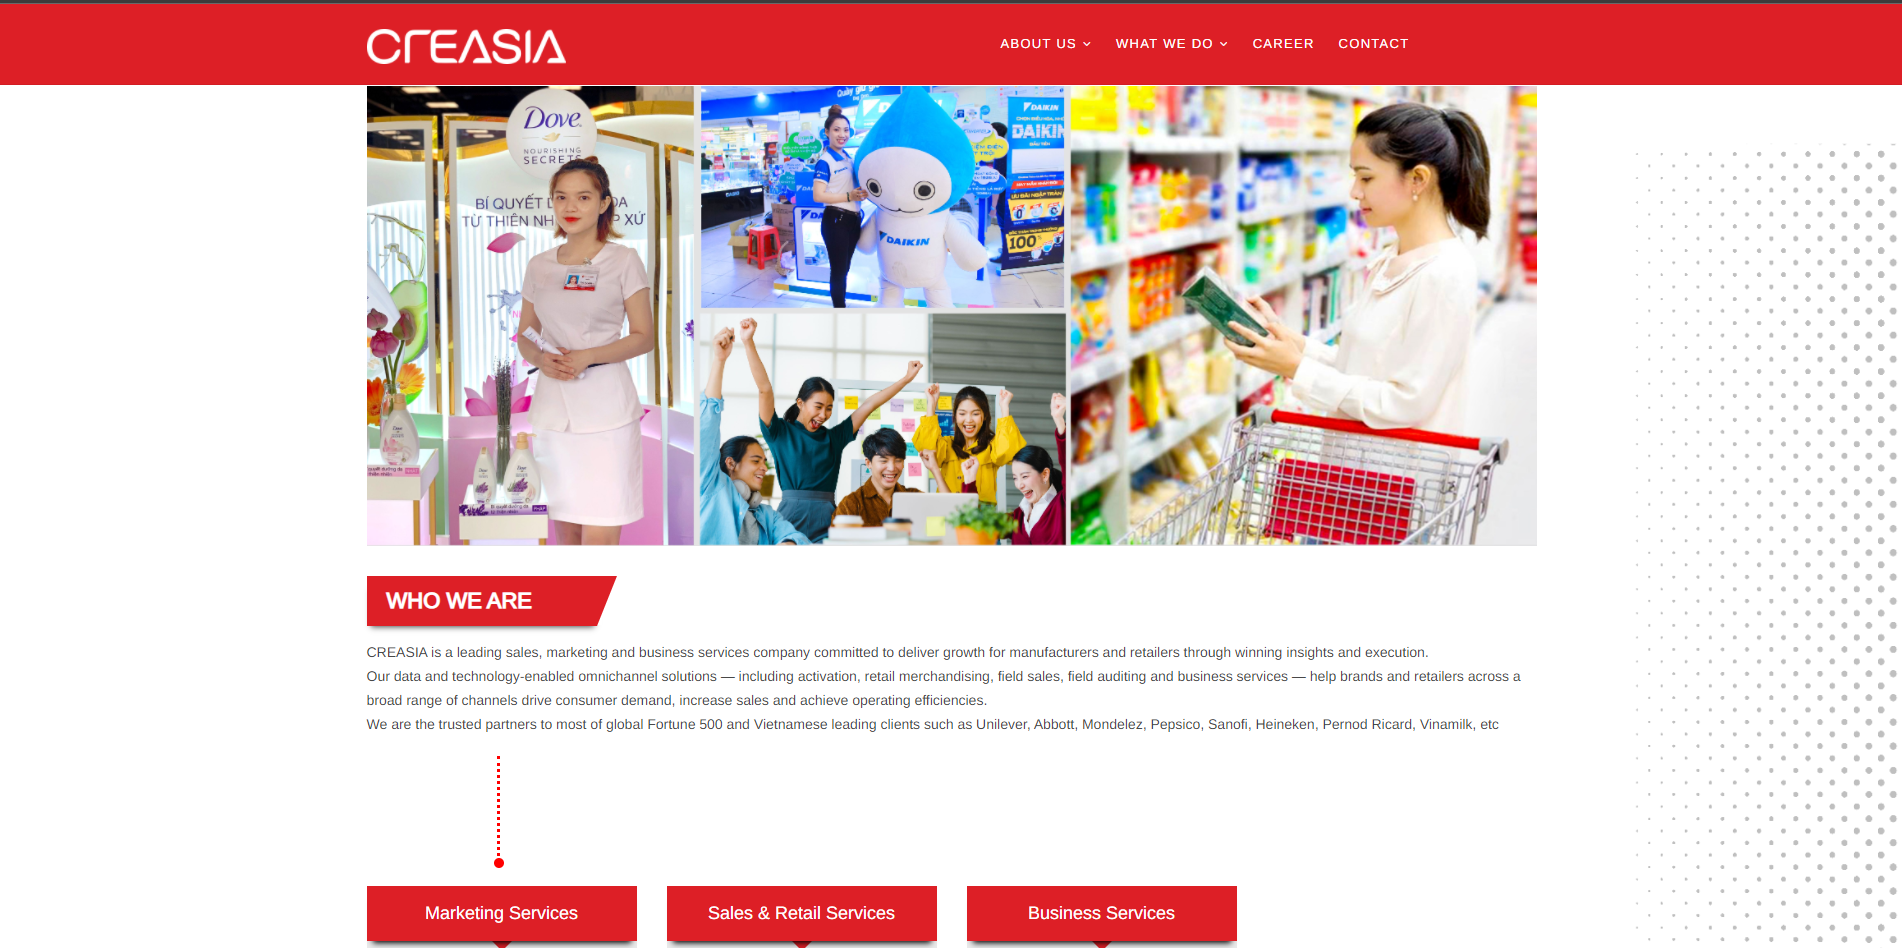 CREASIA
ABOUT US
WHAT WE DO
CAREER
CONTACT
Dove
NOURISHING
SECRETS
BÍ QUYẾT
TỪ THIÊN NH
P XỨ
DAIKIN
DAIKIN
DAIKIN
100
WHO WE ARE
CREASIA is a leading sales, marketing and business services company committed to deliver growth for manufacturers and retailers through winning insights and execution.
Our data and technology-enabled omnichannel solutions — including activation, retail merchandising, field sales, field auditing and business services — help brands and retailers across a
broad range of channels drive consumer demand, increase sales and achieve operating efficiencies.
We are the trusted partners to most of global Fortune 500 and Vietnamese leading clients such as Unilever, Abbott, Mondelez, Pepsico, Sanofi, Heineken, Pernod Ricard, Vinamilk, etc
Marketing Services
Sales & Retail Services
Business Services